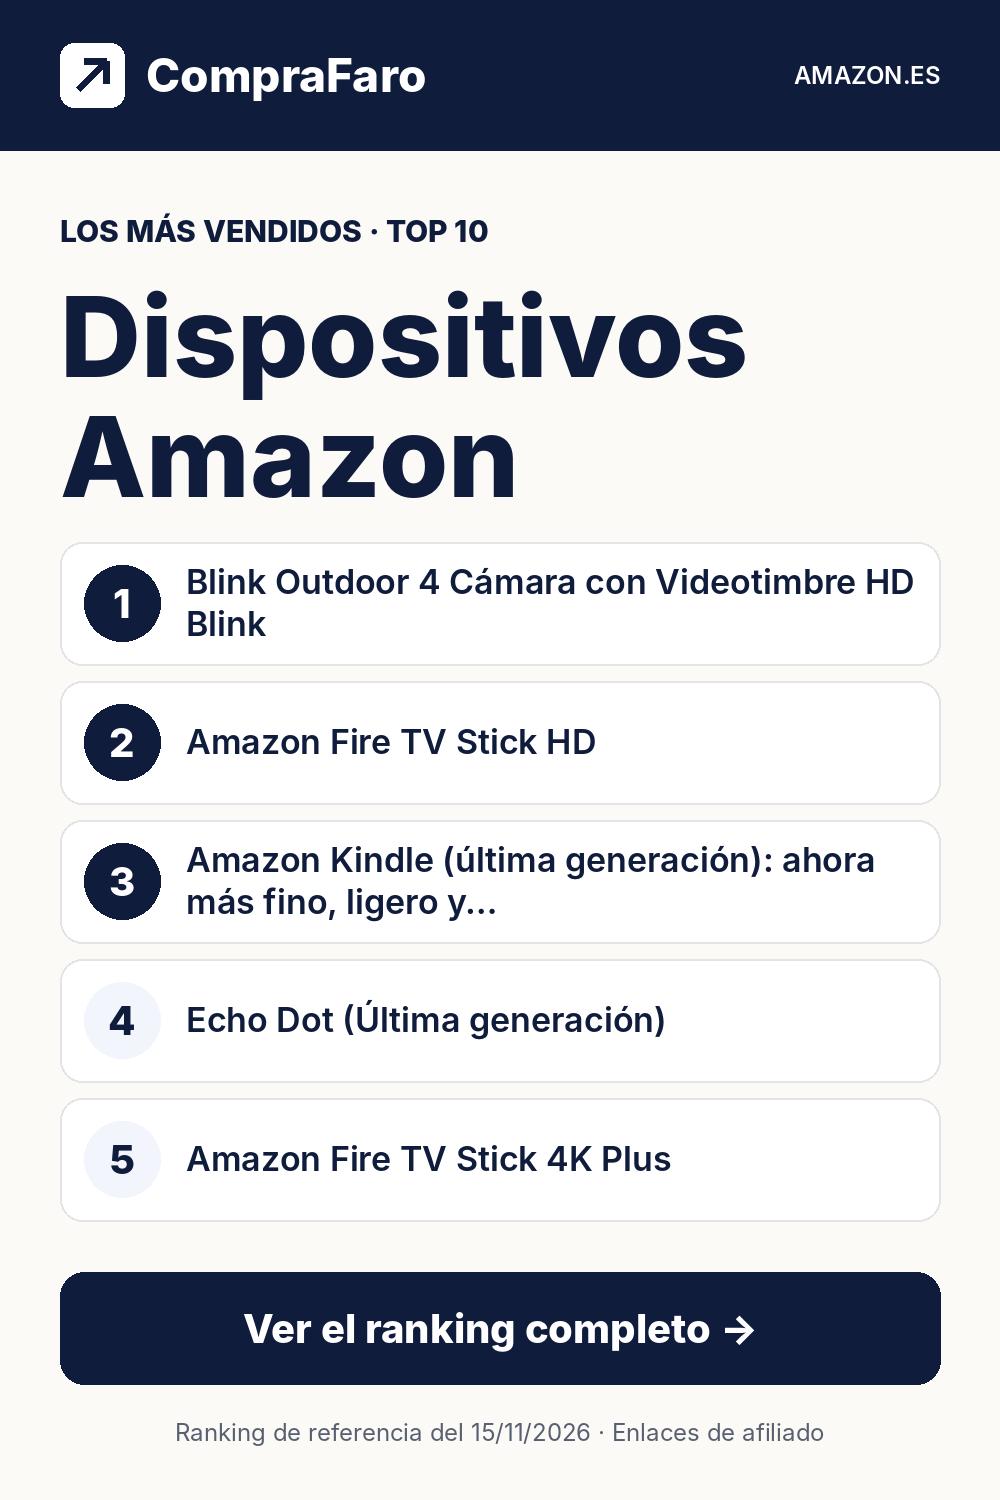 CompraFaro
AMAZON.ES
LOS MÁS VENDIDOS · TOP 10
Dispositivos
Amazon
1
Blink Outdoor 4 Cámara con Videotimbre HD
Blink
2
Amazon Fire TV Stick HD
3
Amazon Kindle (última generación): ahora
más fino, ligero y...
4
Echo Dot (Última generación)
5
Amazon Fire TV Stick 4K Plus
Ver el ranking completo →
Ranking de referencia del 15/11/2026 · Enlaces de afiliado